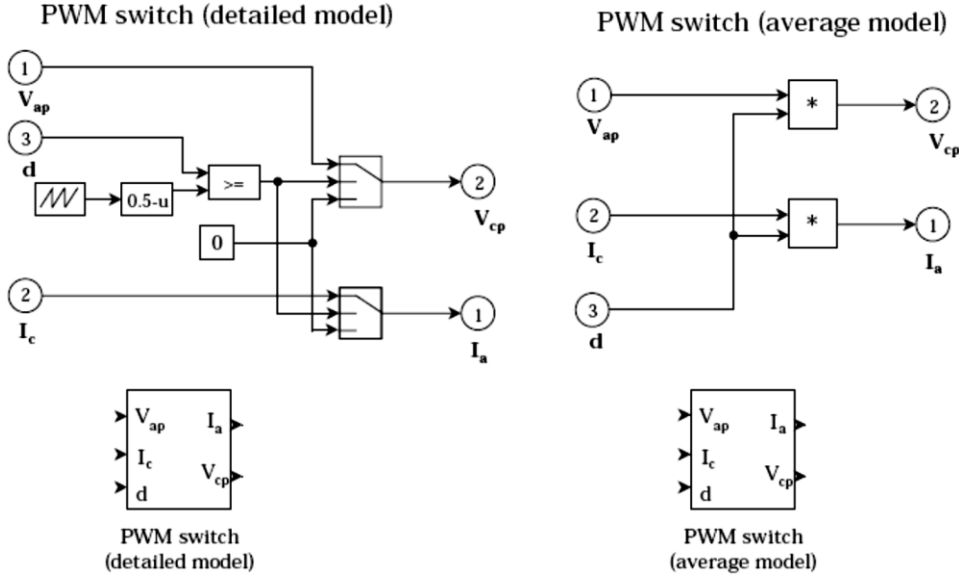 PWM switch (detailed model)
1
V_ap
3
d
0.5-u
>=
0
2
V_cp
2
I_c
1
I_a
V_ap
I_c
d
I_a
V_cp
PWM switch
(detailed model)
PWM switch (average model)
1
V_ap
*
2
V_cp
2
I_c
*
1
I_a
3
d
V_ap
I_c
d
I_a
V_cp
PWM switch
(average model)